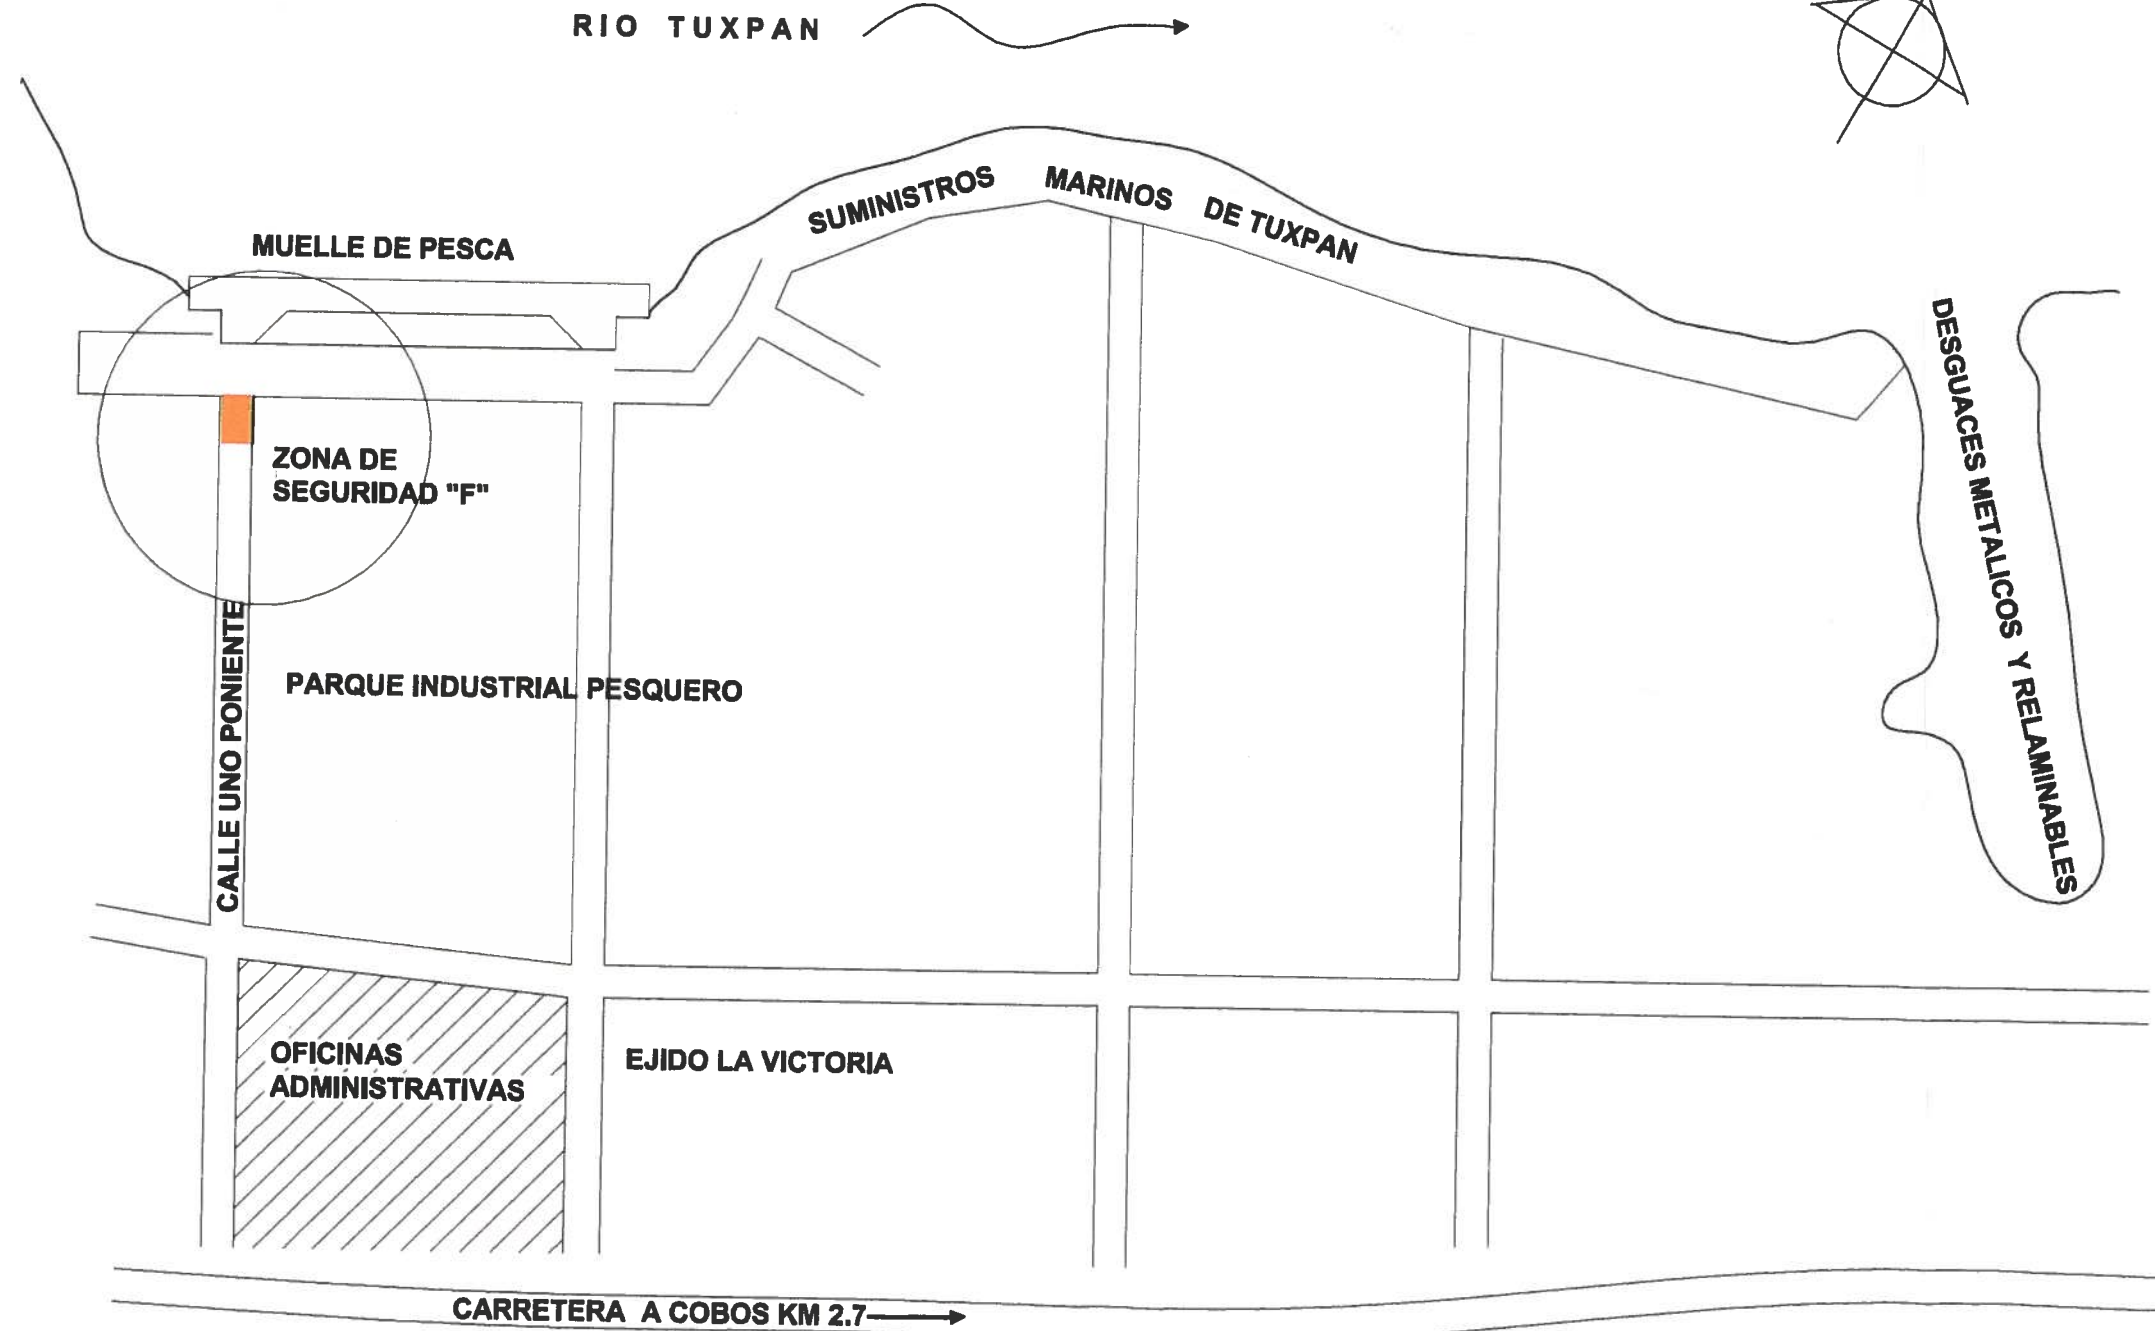 RIO TUXPAN
SUMINISTROS MARINOS DE TUXPAN
MUELLE DE PESCA
DESGUACES METALICOS Y RELAMINABLES
ZONA DE
SEGURIDAD "F"
CALLE UNO PONIENTE
PARQUE INDUSTRIAL PESQUERO
OFICINAS
ADMINISTRATIVAS
EJIDO LA VICTORIA
CARRETERA A COBOS KM 2.7